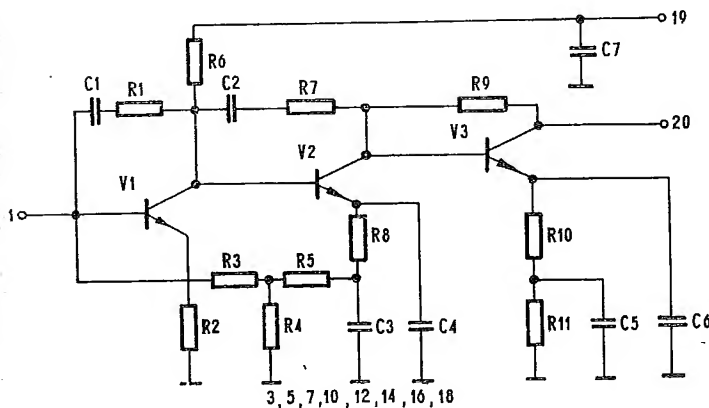 19
C7
R6
C1
R1
C2
R7
R9
20
V3
V2
V1
1
R8
R10
R3
R5
R2
R4
C3
C4
R11
C5
C6
3, 5, 7, 10, 12, 14, 16, 18